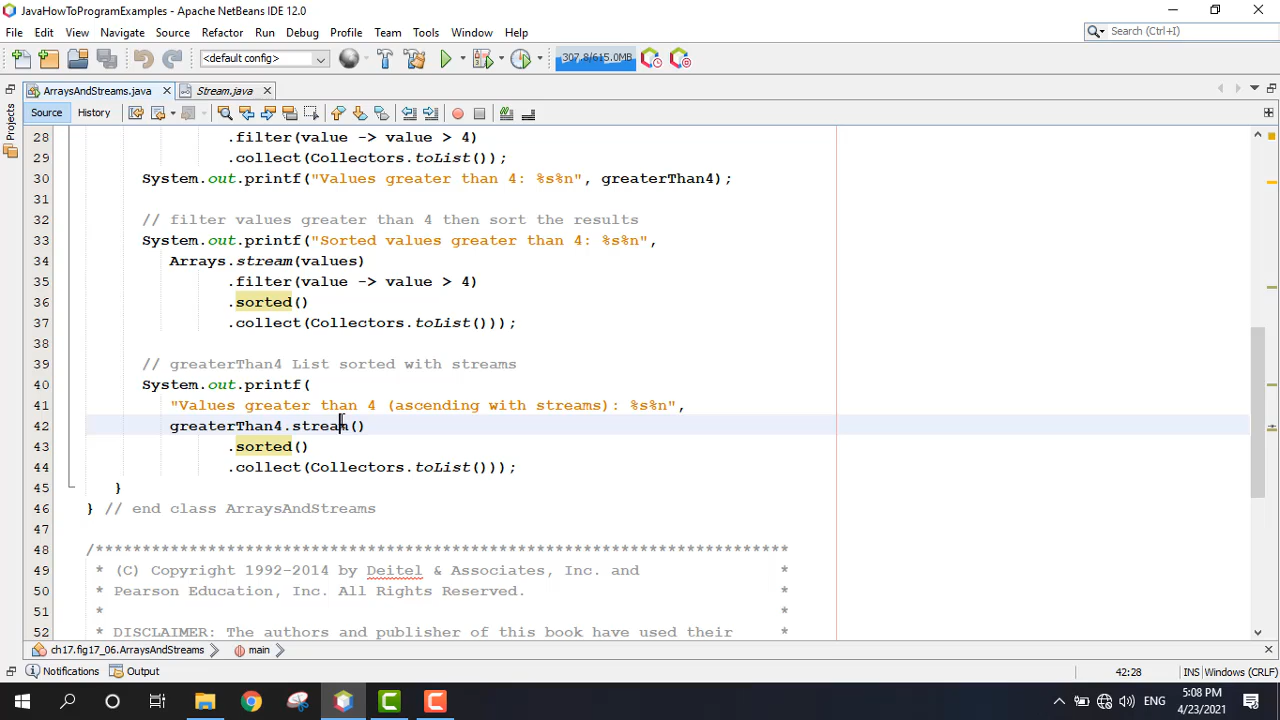 JavaHowToProgramExamples - Apache NetBeans IDE 12.0
File Edit View Navigate Source Refactor Run Debug Profile Team Tools Window Help
Search (Ctrl+I)
<default config>
307.8/615.0MB
ArraysAndStreams.java
Stream.java
Source History
Projects
28 .filter(value -> value > 4)
29 .collect(Collectors.toList());
30 System.out.printf("Values greater than 4: %s%n", greaterThan4);
31
32 // filter values greater than 4 then sort the results
33 System.out.printf("Sorted values greater than 4: %s%n",
34 Arrays.stream(values)
35 .filter(value -> value > 4)
36 .sorted()
37 .collect(Collectors.toList()));
38
39 // greaterThan4 List sorted with streams
40 System.out.printf(
41 "Values greater than 4 (ascending with streams): %s%n",
42 greaterThan4.stream()
43 .sorted()
44 .collect(Collectors.toList()));
45 }
46 } // end class ArraysAndStreams
47
48 /**************************************************************************
49 * (C) Copyright 1992-2014 by Deitel & Associates, Inc. and *
50 * Pearson Education, Inc. All Rights Reserved. *
51 * *
52 * DISCLAIMER: The authors and publisher of this book have used their *
ch17.fig17_06.ArraysAndStreams
main
Notifications
Output
42:28
INS
Windows (CRLF)
ENG
5:08 PM
4/23/2021